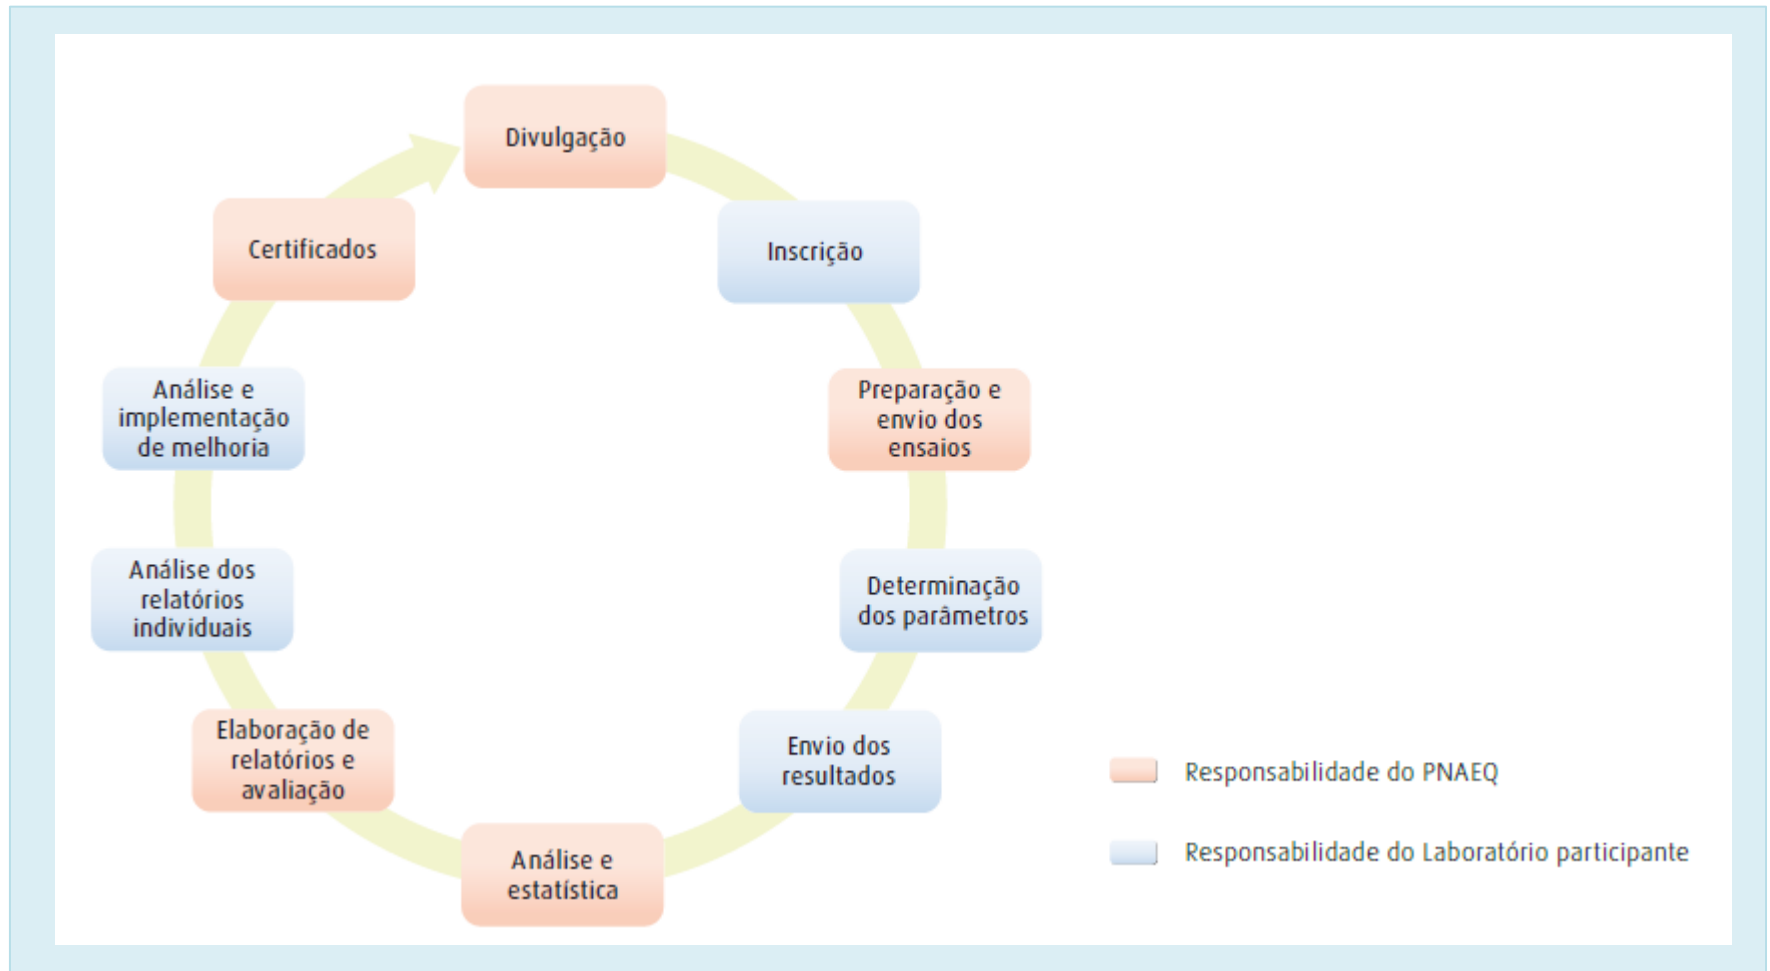 Divulgação
Inscrição
Preparação e
envio dos
ensaios
Determinação
dos parâmetros
Envio dos
resultados
Análise e
estatística
Elaboração de
relatórios e
avaliação
Análise dos
relatórios
individuais
Análise e
implementação
de melhoria
Certificados
Responsabilidade do PNAEQ
Responsabilidade do Laboratório participante